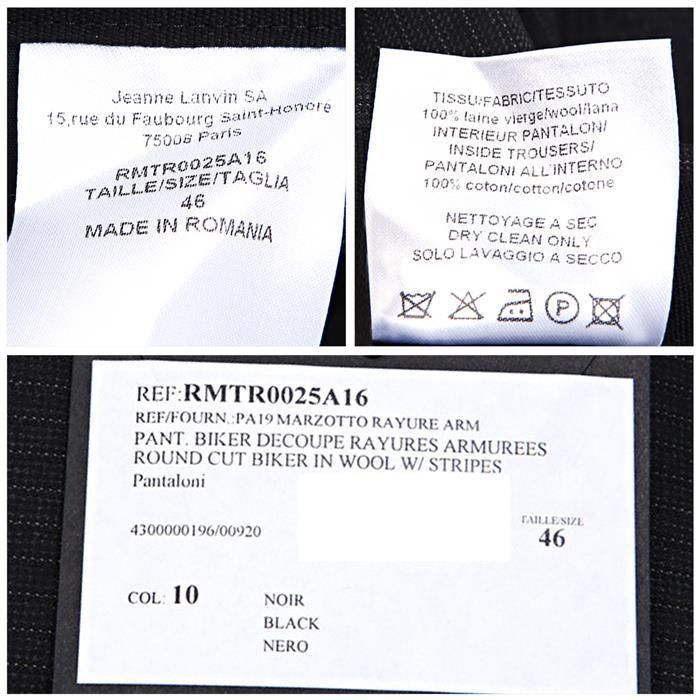 Jeanne Lanvin SA
15,rue du Faubourg Saint-Honore
75008 Paris
RMTR0025A16
TAILLE/SIZE/TAGLIA
46
MADE IN ROMANIA
TISSU/FABRIC/TESSUTO
100% laine vierge/wool/lana
INTERIEUR PANTALON/
INSIDE TROUSERS/
PANTALONI ALL'INTERNO
100% coton/cotton/cotone
NETTOYAGE A SEC
DRY CLEAN ONLY
SOLO LAVAGGIO A SECCO
P
REF:RMTR0025A16
REF/FOURN.:PA19 MARZOTTO RAYURE ARM
PANT. BIKER DECOUPE RAYURES ARMUREES
ROUND CUT BIKER IN WOOL W/ STRIPES
Pantaloni
4300000196/00920
TAILLE/SIZE
46
COL: 10 NOIR
BLACK
NERO